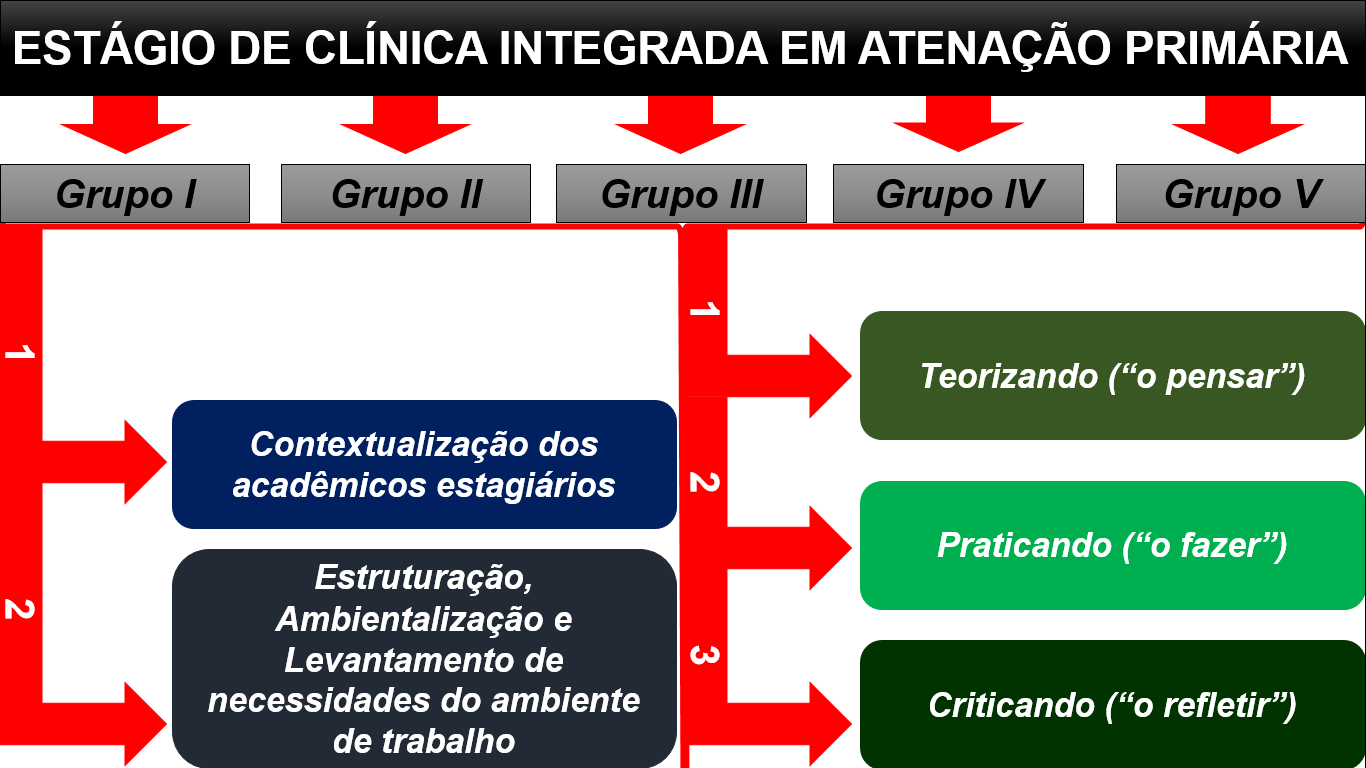 ESTÁGIO DE CLÍNICA INTEGRADA EM ATENAÇÃO PRIMÁRIA
Grupo I
Grupo II
Grupo III
Grupo IV
Grupo V
1
Contextualização dos
acadêmicos estagiários
2
Estruturação,
Ambientalização e
Levantamento de
necessidades do ambiente
de trabalho
1
Teorizando (“o pensar”)
2
Praticando (“o fazer”)
3
Criticando (“o refletir”)